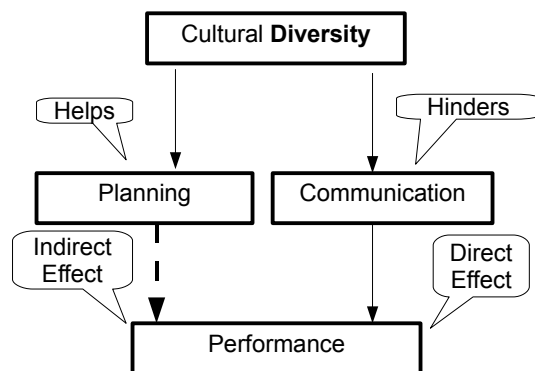 Cultural Diversity
Helps
Hinders
Planning
Communication
Indirect
Effect
Direct
Effect
Performance